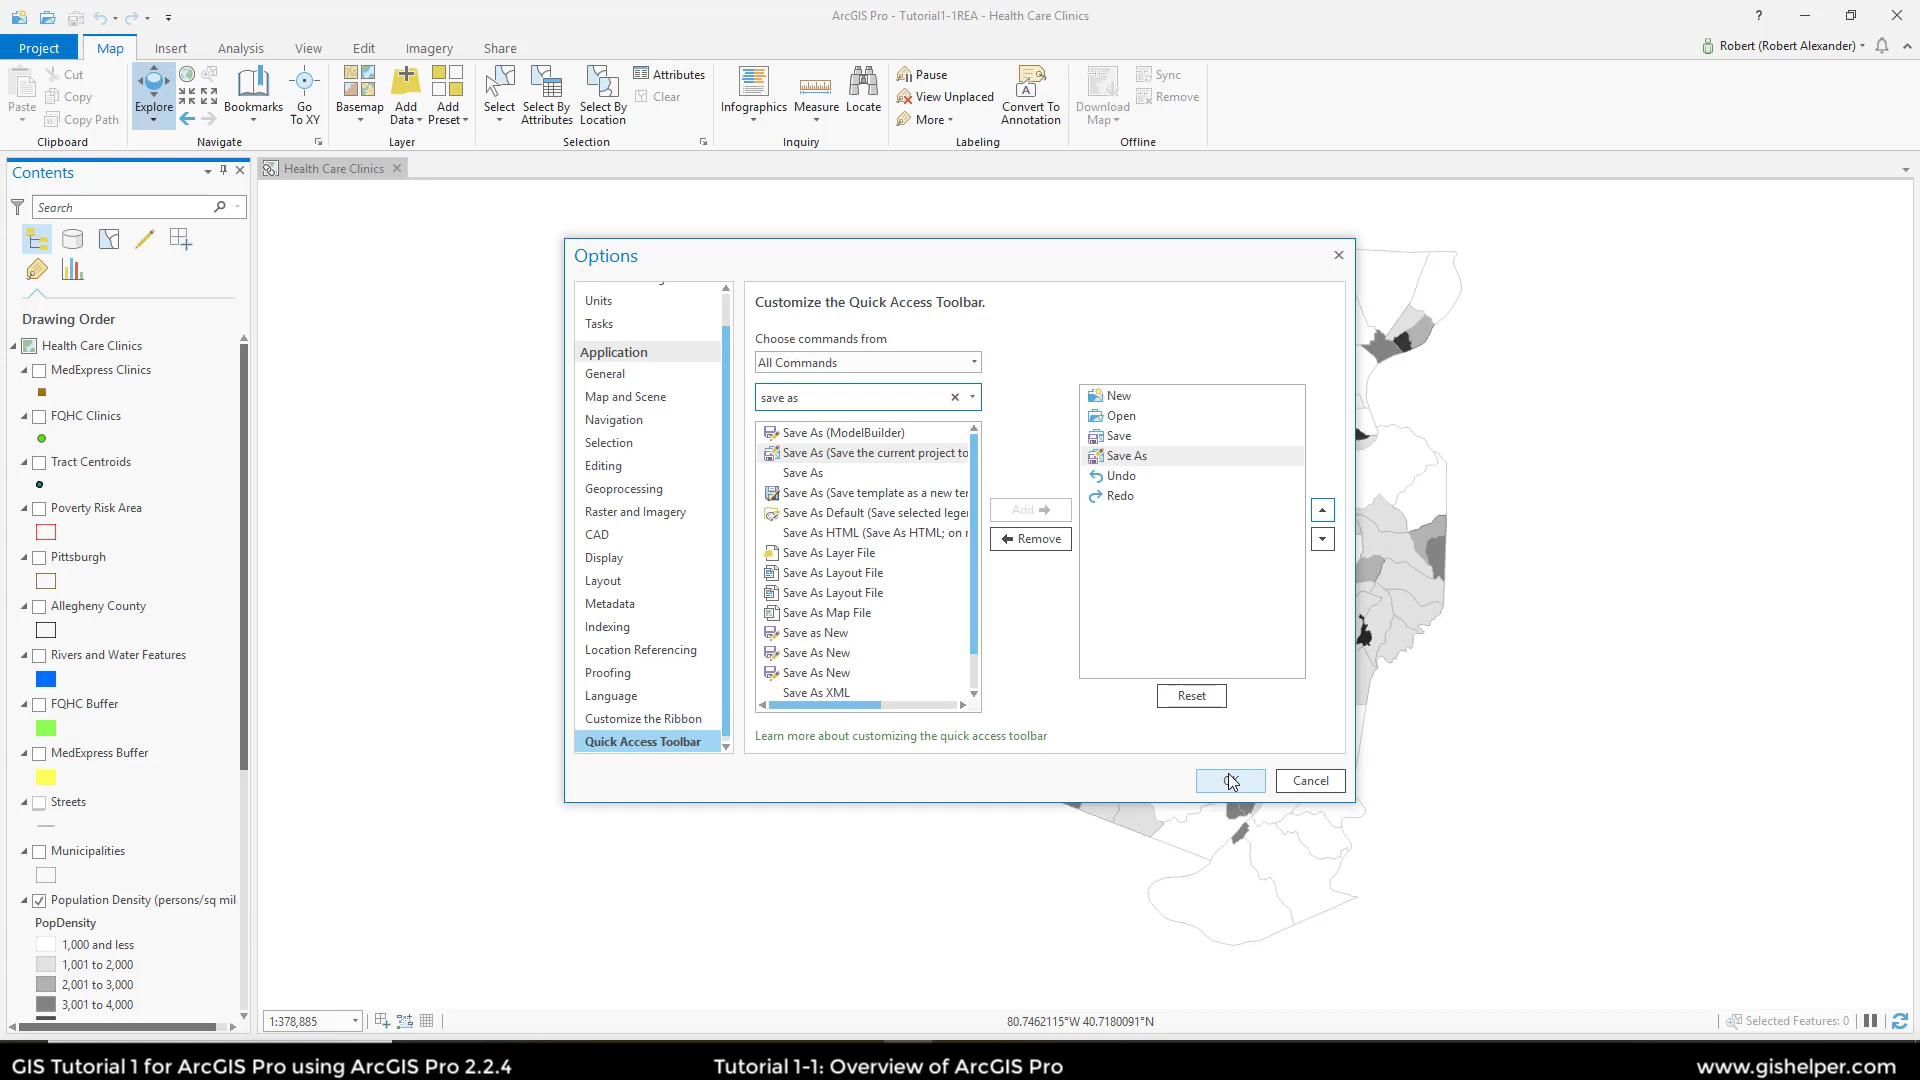 ArcGIS Pro - Tutorial1-1REA - Health Care Clinics
?
Project
Map
Insert
Analysis
View
Edit
Imagery
Share
Robert (Robert Alexander)
Paste
Cut
Copy
Copy Path
Clipboard
Explore
Bookmarks
Go To XY
Navigate
Basemap
Add Data
Add Preset
Layer
Select
Select By Attributes
Select By Location
Attributes
Clear
Selection
Infographics
Measure
Locate
Inquiry
Pause
View Unplaced
More
Convert To Annotation
Labeling
Download Map
Sync
Remove
Offline
Contents
Search
Drawing Order
Health Care Clinics
MedExpress Clinics
FQHC Clinics
Tract Centroids
Poverty Risk Area
Pittsburgh
Allegheny County
Rivers and Water Features
FQHC Buffer
MedExpress Buffer
Streets
Municipalities
Population Density (persons/sq mil
PopDensity
1,000 and less
1,001 to 2,000
2,001 to 3,000
3,001 to 4,000
Health Care Clinics
Options
Units
Tasks
Application
General
Map and Scene
Navigation
Selection
Editing
Geoprocessing
Raster and Imagery
CAD
Display
Layout
Metadata
Indexing
Location Referencing
Proofing
Language
Customize the Ribbon
Quick Access Toolbar
Customize the Quick Access Toolbar.
Choose commands from
All Commands
save as
Save As (ModelBuilder)
Save As (Save the current project to
Save As
Save As (Save template as a new ter
Save As Default (Save selected leger
Save As HTML (Save As HTML; on r
Save As Layer File
Save As Layout File
Save As Layout File
Save As Map File
Save as New
Save As New
Save As New
Save As XML
Add
Remove
New
Open
Save
Save As
Undo
Redo
Reset
Learn more about customizing the quick access toolbar
Cancel
1:378,885
80.7462115°W 40.7180091°N
Selected Features: 0
GIS Tutorial 1 for ArcGIS Pro using ArcGIS Pro 2.2.4
Tutorial 1-1: Overview of ArcGIS Pro
www.gishelper.com